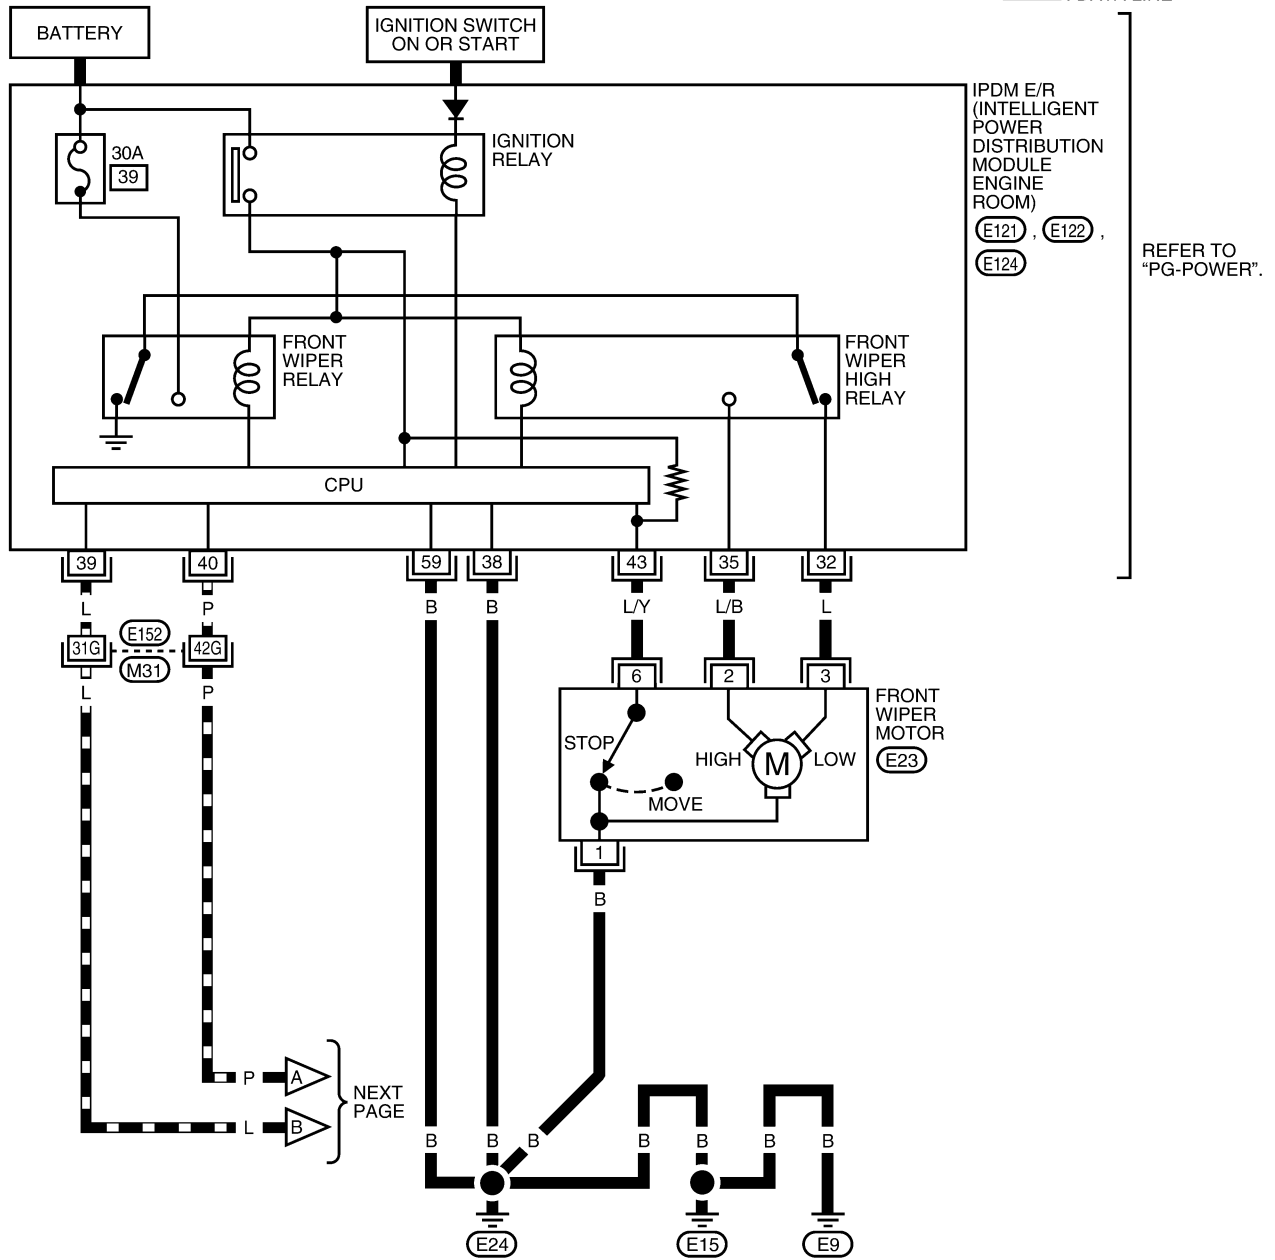 BATTERY
IGNITION SWITCH
ON OR START
IPDM E/R
(INTELLIGENT
POWER
DISTRIBUTION
MODULE
ENGINE
ROOM)
E121 , E122 ,
E124
REFER TO
“PG-POWER”.
30A
39
IGNITION
RELAY
FRONT
WIPER
RELAY
FRONT
WIPER
HIGH
RELAY
CPU
39
40
59
38
43
35
32
L
P
B
B
L/Y
L/B
L
31G
E152
M31
42G
L
P
6
2
3
FRONT
WIPER
MOTOR
E23
STOP
MOVE
HIGH
M
LOW
1
B
P
A
L
B
NEXT
PAGE
B
B
B
B
B
B
B
E24
E15
E9